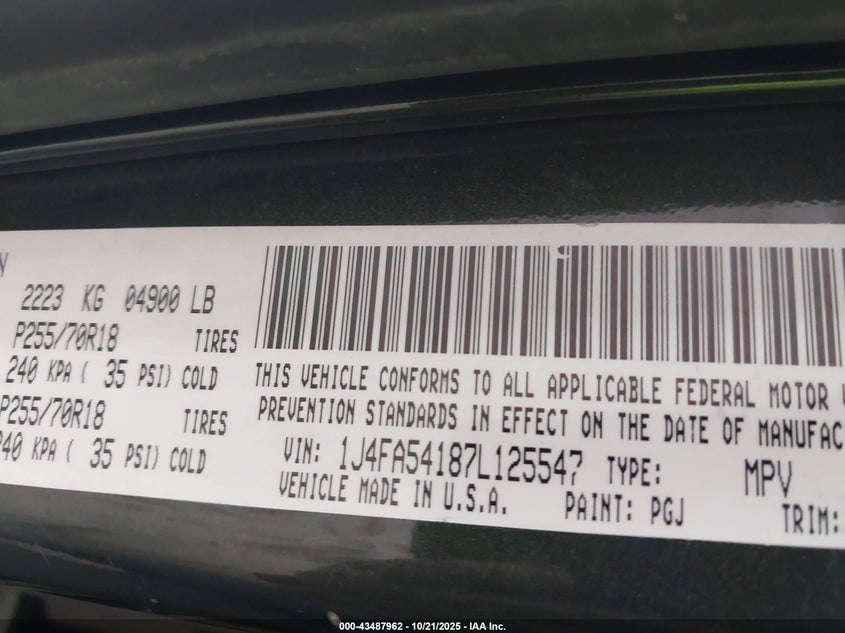 N
2223 KG 04900 LB
P255/70R18 TIRES
240 KPA ( 35 PSI) COLD
P255/70R18 TIRES
240 KPA ( 35 PSI) COLD
THIS VEHICLE CONFORMS TO ALL APPLICABLE FEDERAL MOTOR V
PREVENTION STANDARDS IN EFFECT ON THE DATE OF MANUFAC
VIN: 1J4FA54187L125547 TYPE: MPV
VEHICLE MADE IN U.S.A. PAINT: PGJ TRIM:
000-43487962 - 10/21/2025 - IAA Inc.